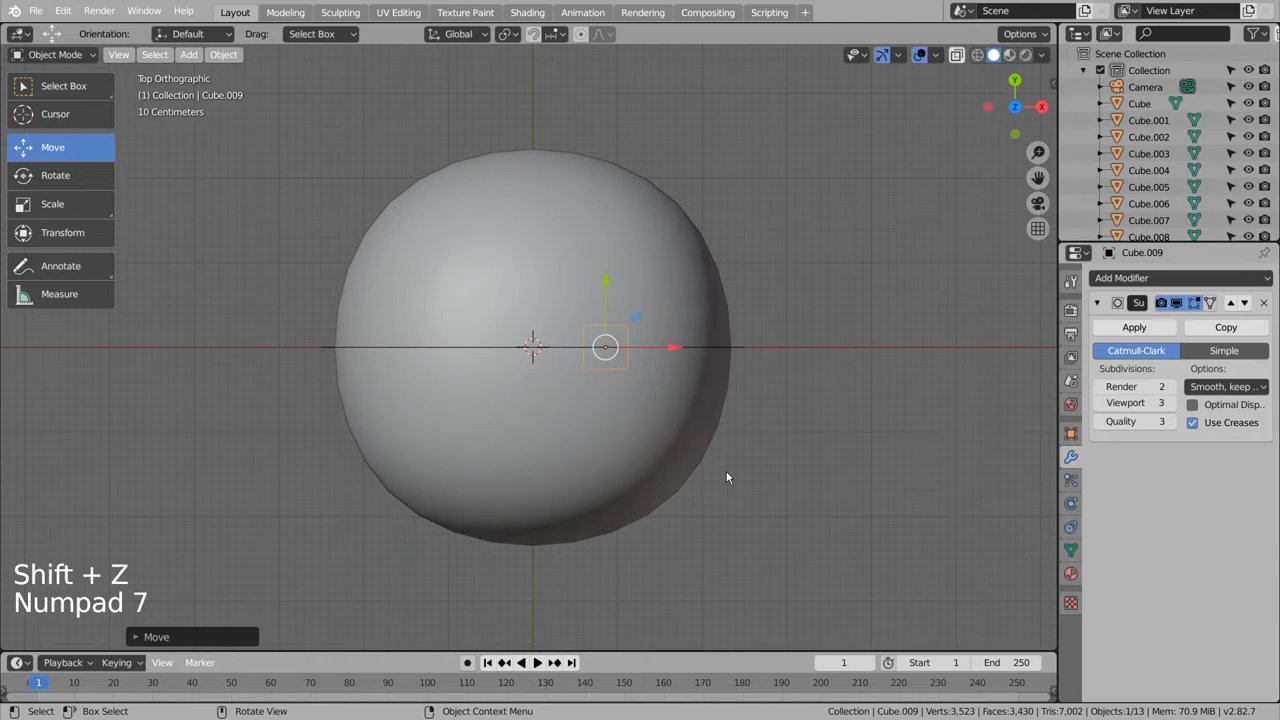 File Edit Render Window Help Layout Modeling Sculpting UV Editing Texture Paint Shading Animation Rendering Compositing Scripting + Scene View Layer
Orientation: Default Drag: Select Box Global Options
Object Mode View Select Add Object
Scene Collection
Collection
Camera
Cube
Cube.001
Cube.002
Cube.003
Cube.004
Cube.005
Cube.006
Cube.007
Cube.008
Select Box
Cursor
Move
Rotate
Scale
Transform
Annotate
Measure
Top Orthographic
(1) Collection | Cube.009
10 Centimeters
Y
Z
X
Cube.009
Add Modifier
Su
Apply Copy
Catmull-Clark Simple
Subdivisions: Options:
Render 2 Smooth, keep ..
Viewport 3 Optimal Disp..
Quality 3 Use Creases
Shift + Z
Numpad 7
Move
Playback Keying View Marker 1 Start 1 End 250
1 10 20 30 40 50 60 70 80 90 100 110 120 130 140 150 160 170 180 190 200 210 220 230 240 250
Select Box Select Rotate View Object Context Menu Collection | Cube.009 | Verts:3,523 | Faces:3,430 | Tris:7,002 | Objects:1/13 | Mem: 70.9 MiB | v2.82.7